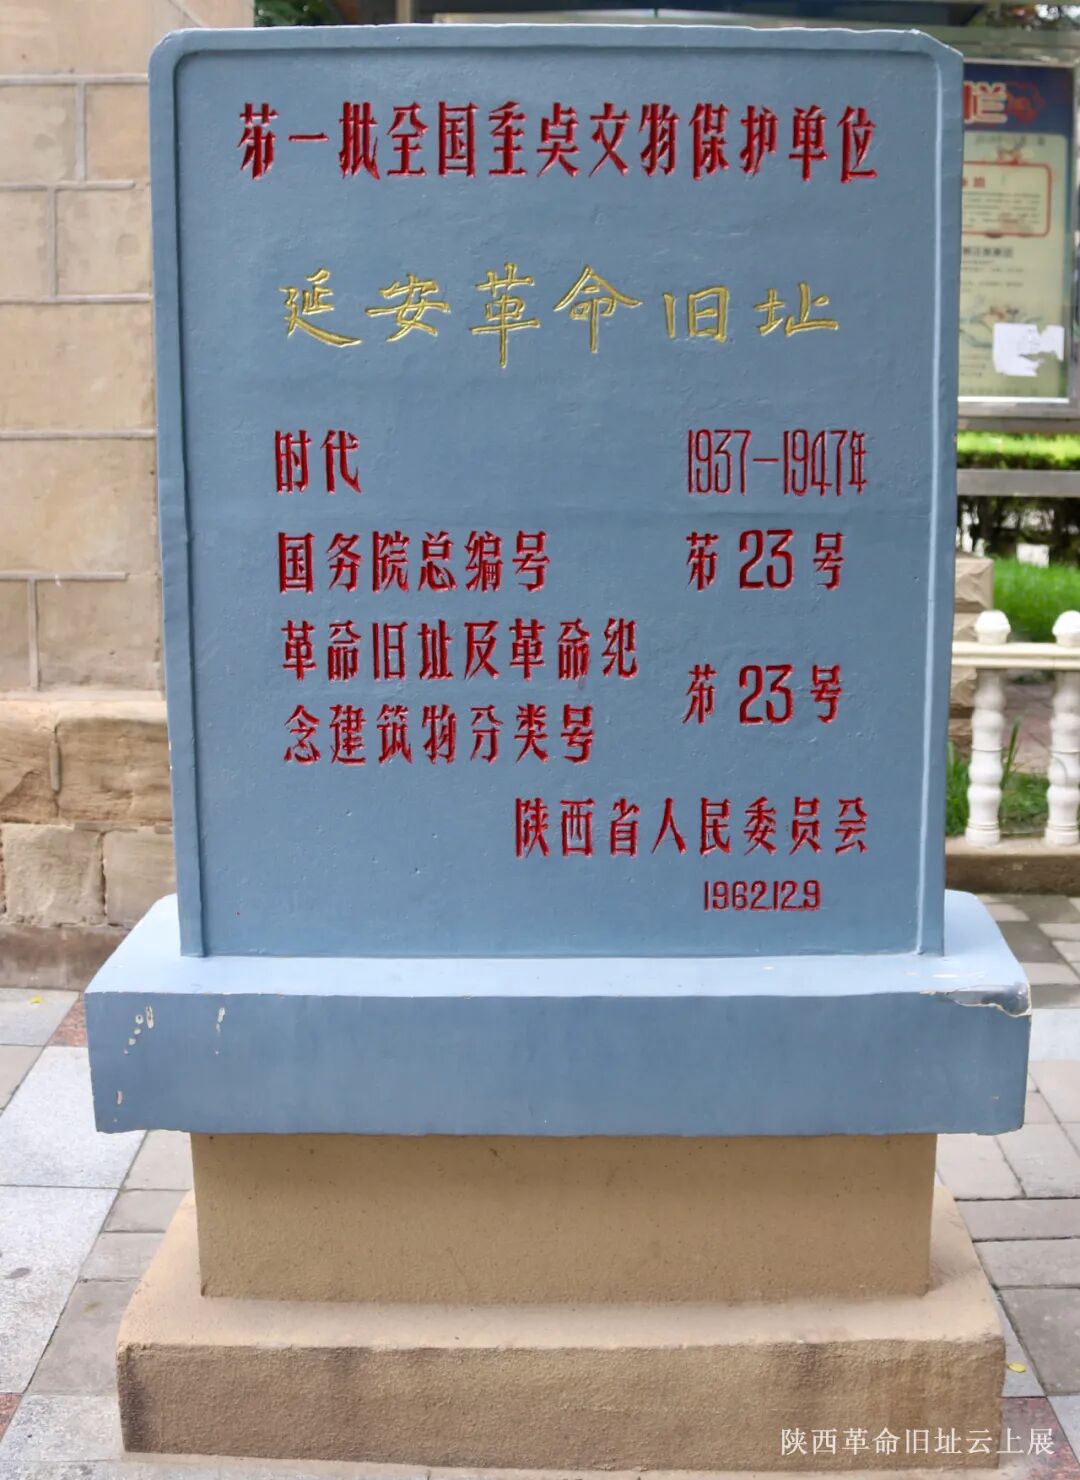 第一批全国重点文物保护单位
延安革命旧址
时代 1937—1947年
国务院总编号 第23号
革命旧址及革命纪
念建筑物分类号 第23号
陕西省人民委员会
1962.12.9
陕西革命旧址云上展